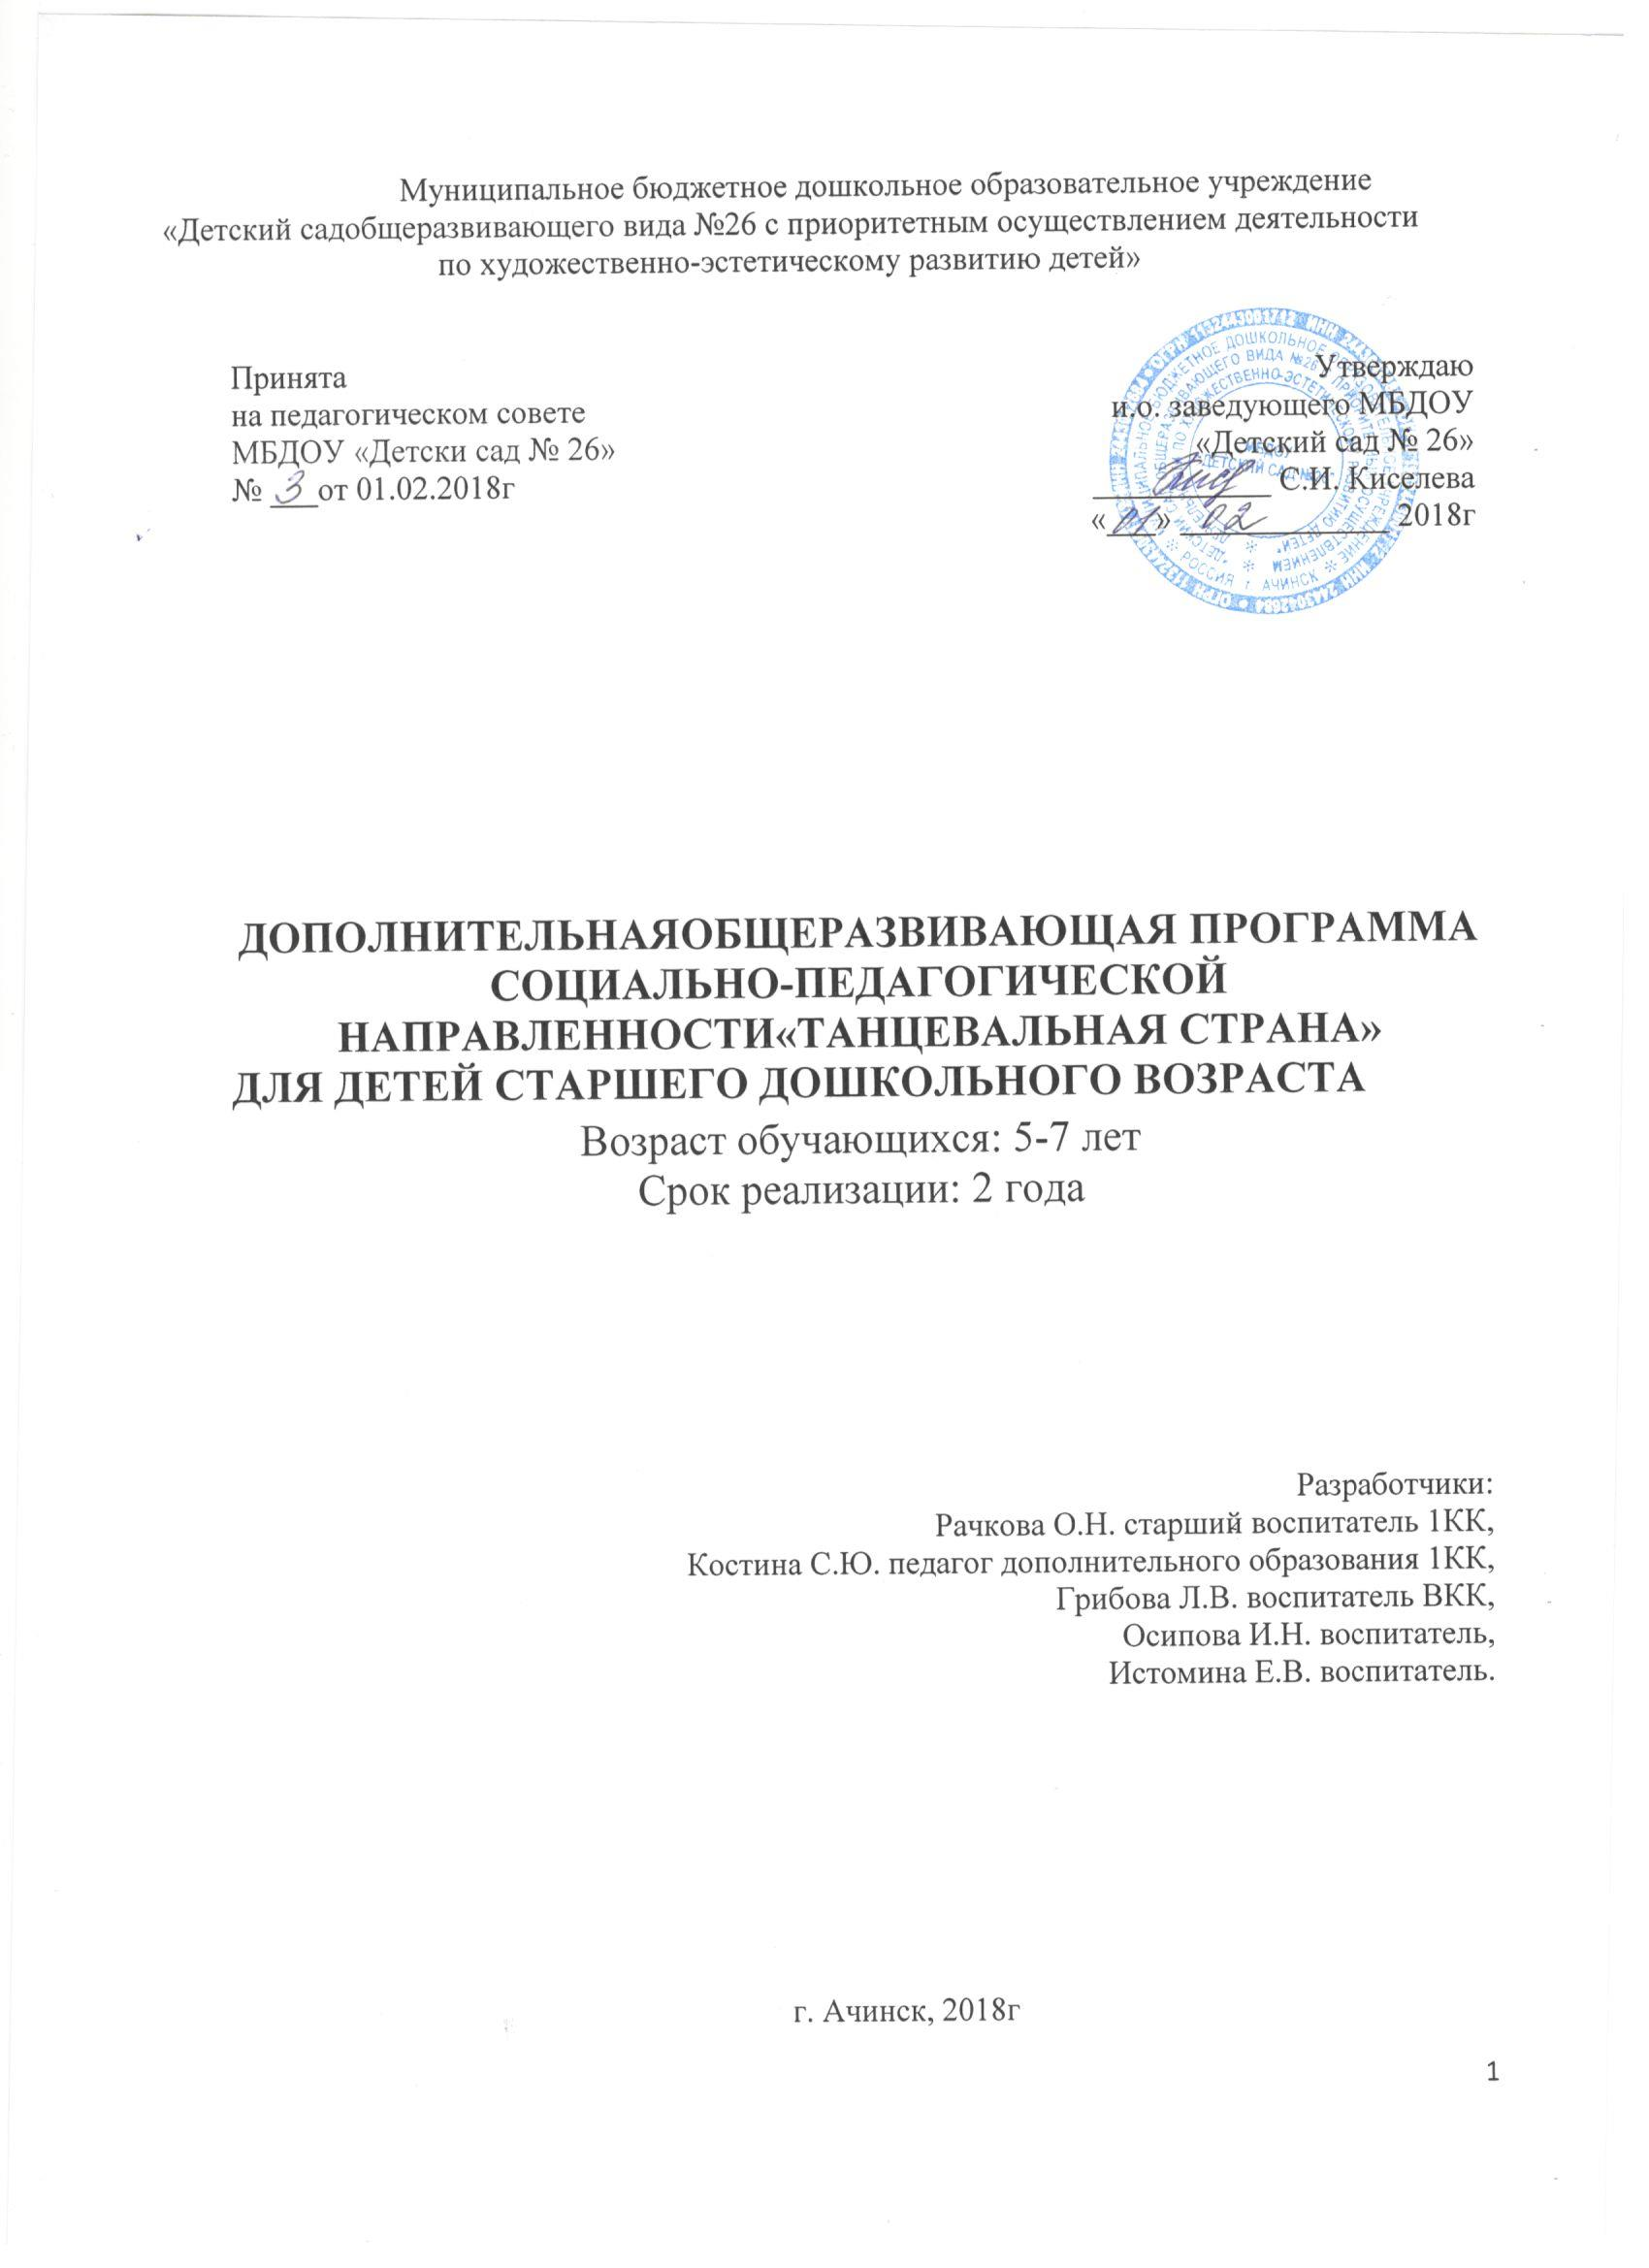 Муниципальное бюджетное дошкольное образовательное учреждение
«Детский садобщеразвивающего вида №26 с приоритетным осуществлением деятельности
по художественно-эстетическому развитию детей»
Принята
на педагогическом совете
МБДОУ «Детски сад № 26»
№ 3 от 01.02.2018г
Утверждаю
и.о. заведующего МБДОУ
«Детский сад № 26»
С.И. Киселева
«01» 02 2018г
ДОПОЛНИТЕЛЬНАЯОБЩЕРАЗВИВАЮЩАЯ ПРОГРАММА
СОЦИАЛЬНО-ПЕДАГОГИЧЕСКОЙ
НАПРАВЛЕННОСТИ«ТАНЦЕВАЛЬНАЯ СТРАНА»
ДЛЯ ДЕТЕЙ СТАРШЕГО ДОШКОЛЬНОГО ВОЗРАСТА
Возраст обучающихся: 5-7 лет
Срок реализации: 2 года
Разработчики:
Рачкова О.Н. старший воспитатель 1КК,
Костина С.Ю. педагог дополнительного образования 1КК,
Грибова Л.В. воспитатель ВКК,
Осипова И.Н. воспитатель,
Истомина Е.В. воспитатель.
г. Ачинск, 2018г
1